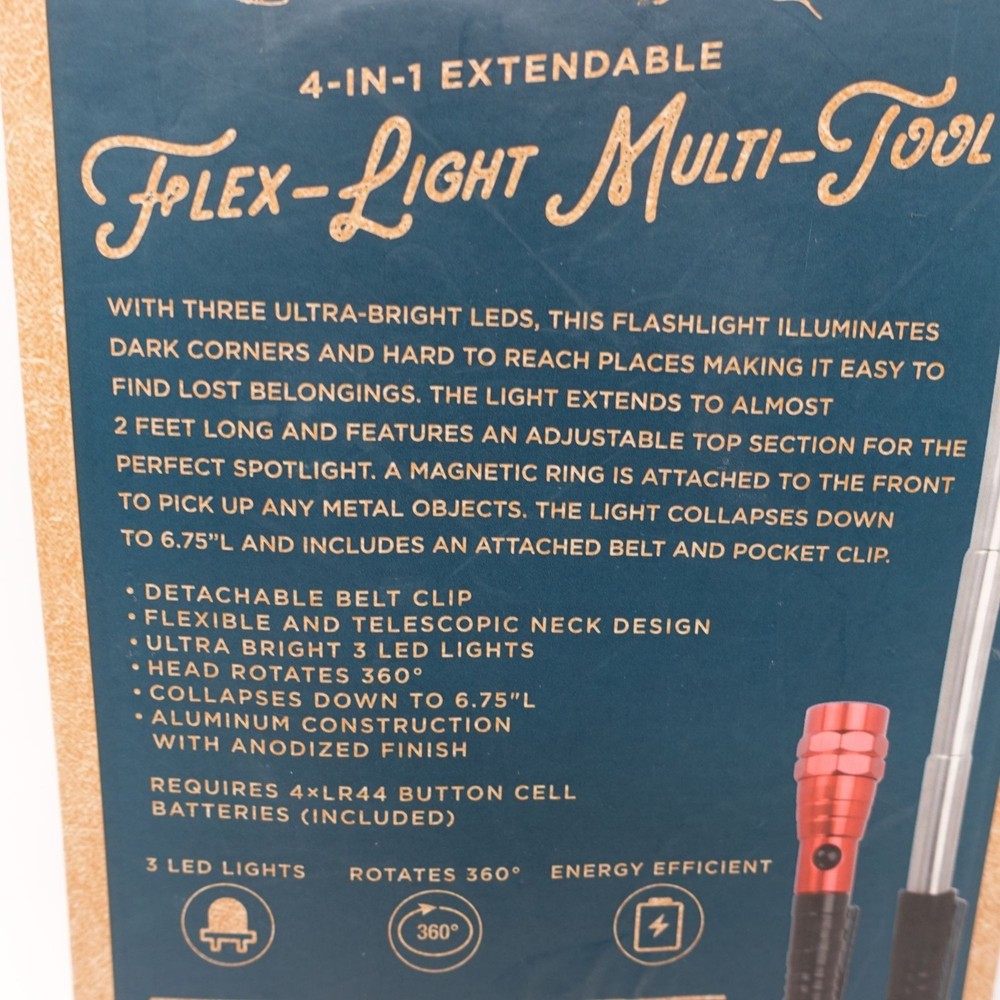 4-IN-1 EXTENDABLE
FLEX-LIGHT MULTI-TOOL
WITH THREE ULTRA-BRIGHT LEDS, THIS FLASHLIGHT ILLUMINATES
DARK CORNERS AND HARD TO REACH PLACES MAKING IT EASY TO
FIND LOST BELONGINGS. THE LIGHT EXTENDS TO ALMOST
2 FEET LONG AND FEATURES AN ADJUSTABLE TOP SECTION FOR THE
PERFECT SPOTLIGHT. A MAGNETIC RING IS ATTACHED TO THE FRONT
TO PICK UP ANY METAL OBJECTS. THE LIGHT COLLAPSES DOWN
TO 6.75”L AND INCLUDES AN ATTACHED BELT AND POCKET CLIP.
• DETACHABLE BELT CLIP
• FLEXIBLE AND TELESCOPIC NECK DESIGN
• ULTRA BRIGHT 3 LED LIGHTS
• HEAD ROTATES 360°
• COLLAPSES DOWN TO 6.75"L
• ALUMINUM CONSTRUCTION
WITH ANODIZED FINISH
REQUIRES 4×LR44 BUTTON CELL
BATTERIES (INCLUDED)
3 LED LIGHTS ROTATES 360° ENERGY EFFICIENT
360°